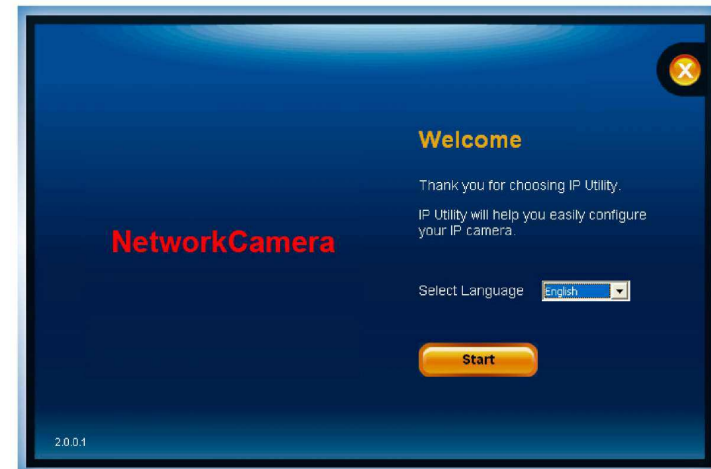 Welcome
Thank you for choosing IP Utility.
IP Utility will help you easily configure
your IP camera.
NetworkCamera
Select Language English
Start
2.0.0.1